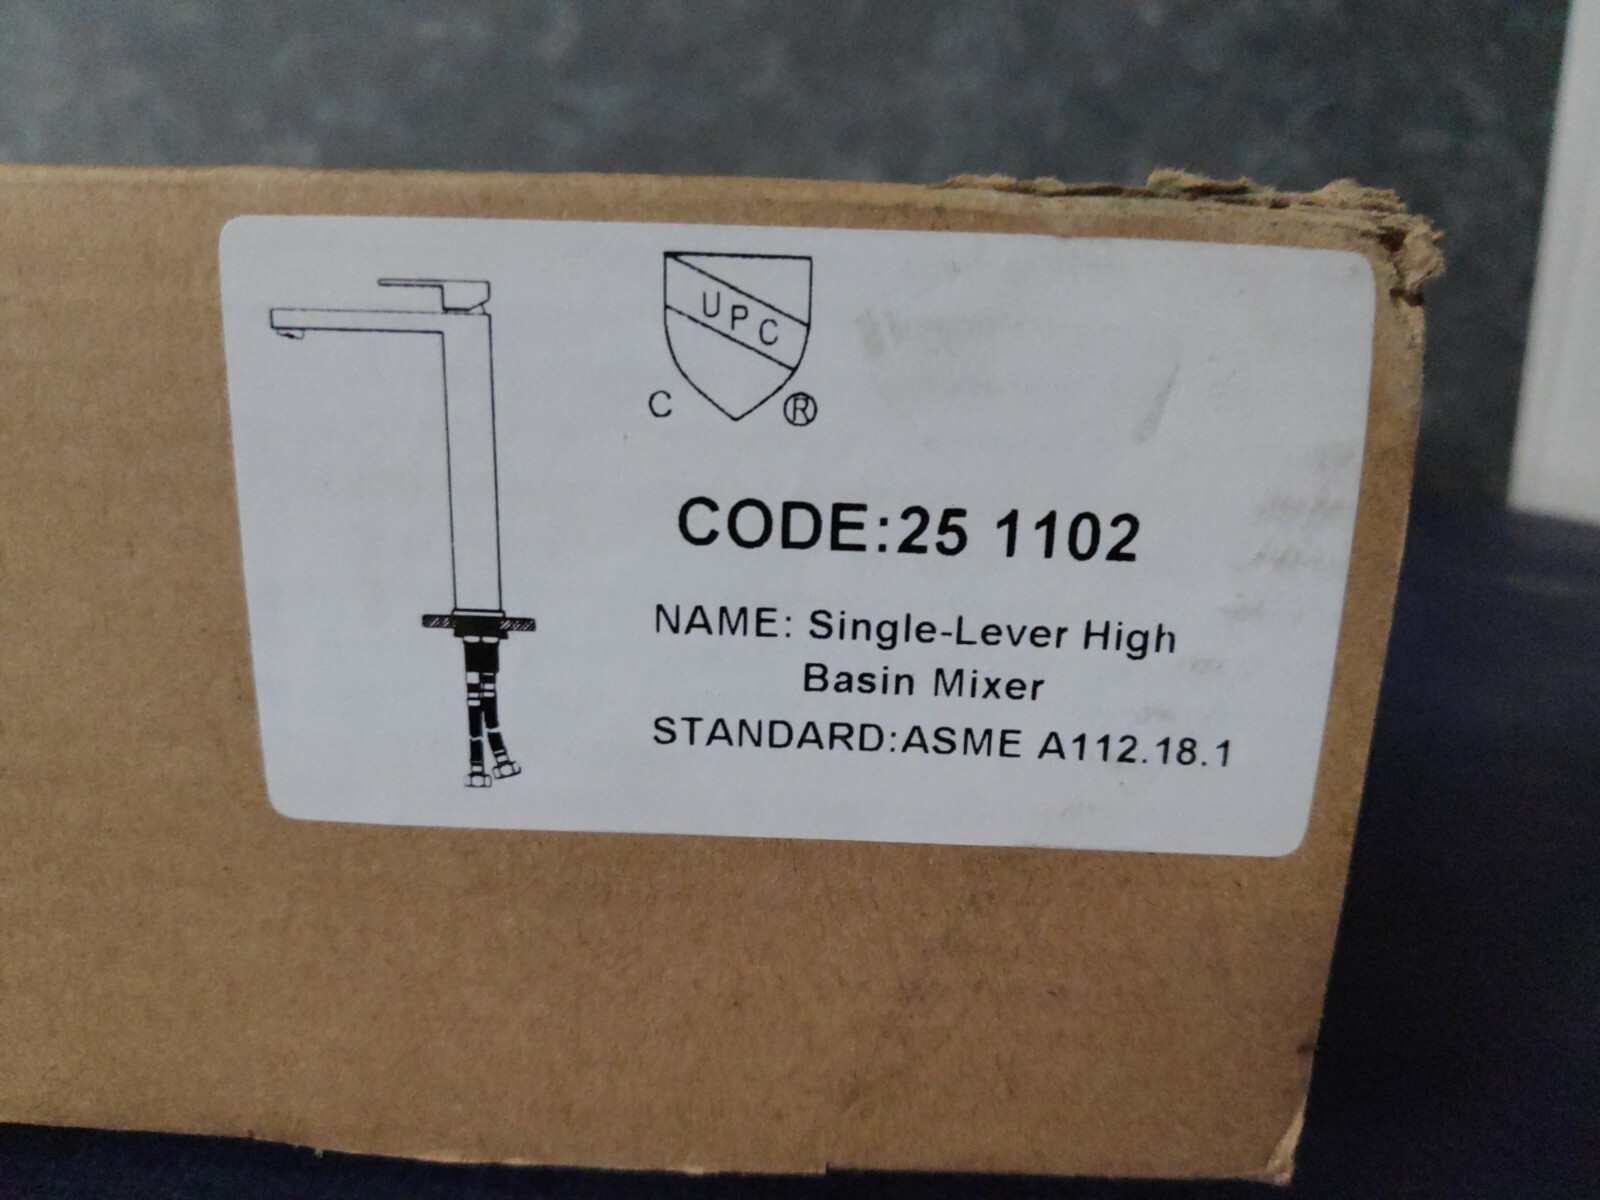 UPC
C ®
CODE:25 1102
NAME: Single-Lever High
Basin Mixer
STANDARD:ASME A112.18.1